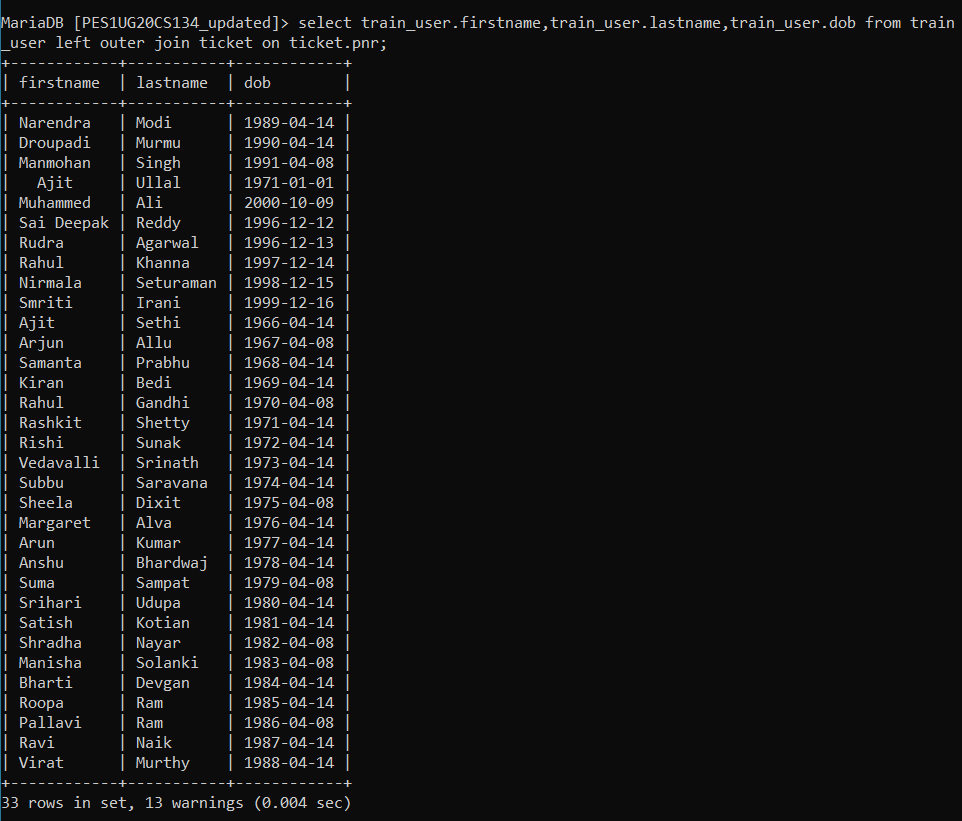 MariaDB [PES1UG20CS134_updated]> select train_user.firstname,train_user.lastname,train_user.dob from train
_user left outer join ticket on ticket.pnr;
+------------+-----------+------------+
| firstname  | lastname  | dob        |
+------------+-----------+------------+
| Narendra   | Modi      | 1989-04-14 |
| Droupadi   | Murmu     | 1990-04-14 |
| Manmohan   | Singh     | 1991-04-08 |
|   Ajit     | Ullal     | 1971-01-01 |
| Muhammed   | Ali       | 2000-10-09 |
| Sai Deepak | Reddy     | 1996-12-12 |
| Rudra      | Agarwal   | 1996-12-13 |
| Rahul      | Khanna    | 1997-12-14 |
| Nirmala    | Seturaman | 1998-12-15 |
| Smriti     | Irani     | 1999-12-16 |
| Ajit       | Sethi     | 1966-04-14 |
| Arjun      | Allu      | 1967-04-08 |
| Samanta    | Prabhu    | 1968-04-14 |
| Kiran      | Bedi      | 1969-04-14 |
| Rahul      | Gandhi    | 1970-04-08 |
| Rashkit    | Shetty    | 1971-04-14 |
| Rishi      | Sunak     | 1972-04-14 |
| Vedavalli  | Srinath   | 1973-04-14 |
| Subbu      | Saravana  | 1974-04-14 |
| Sheela     | Dixit     | 1975-04-08 |
| Margaret   | Alva      | 1976-04-14 |
| Arun       | Kumar     | 1977-04-14 |
| Anshu      | Bhardwaj  | 1978-04-14 |
| Suma       | Sampat    | 1979-04-08 |
| Srihari    | Udupa     | 1980-04-14 |
| Satish     | Kotian    | 1981-04-14 |
| Shradha    | Nayar     | 1982-04-08 |
| Manisha    | Solanki   | 1983-04-08 |
| Bharti     | Devgan    | 1984-04-14 |
| Roopa      | Ram       | 1985-04-14 |
| Pallavi    | Ram       | 1986-04-08 |
| Ravi       | Naik      | 1987-04-14 |
| Virat      | Murthy    | 1988-04-14 |
+------------+-----------+------------+
33 rows in set, 13 warnings (0.004 sec)